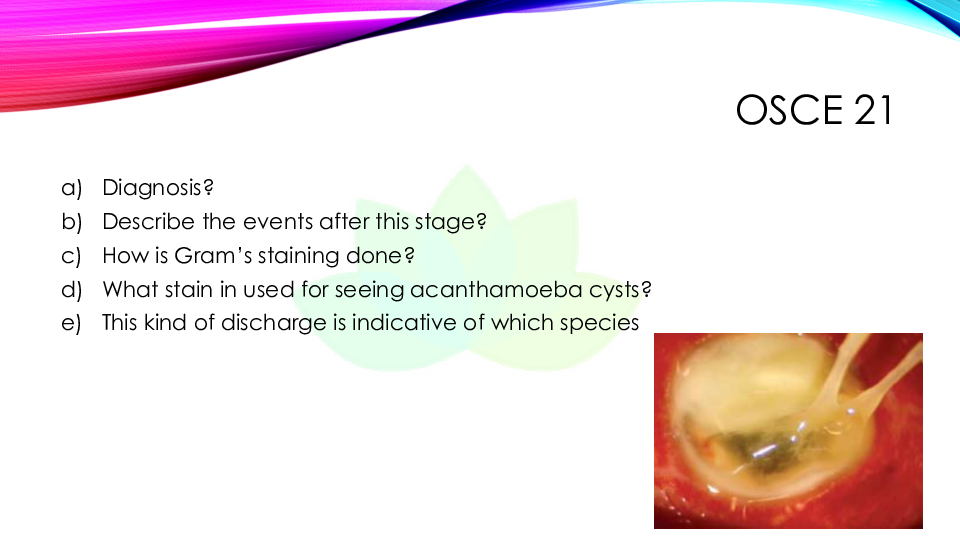 OSCE 21
a) Diagnosis?
b) Describe the events after this stage?
c) How is Gram’s staining done?
d) What stain in used for seeing acanthamoeba cysts?
e) This kind of discharge is indicative of which species